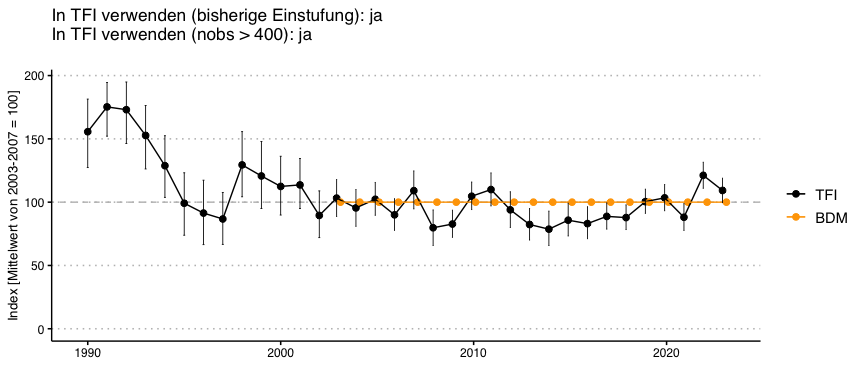 In TFI verwenden (bisherige Einstufung): ja
In TFI verwenden (nobs > 400): ja
Index [Mittelwert von 2003-2007 = 100]
200
150
100
50
0
1990
2000
2010
2020
TFI
BDM